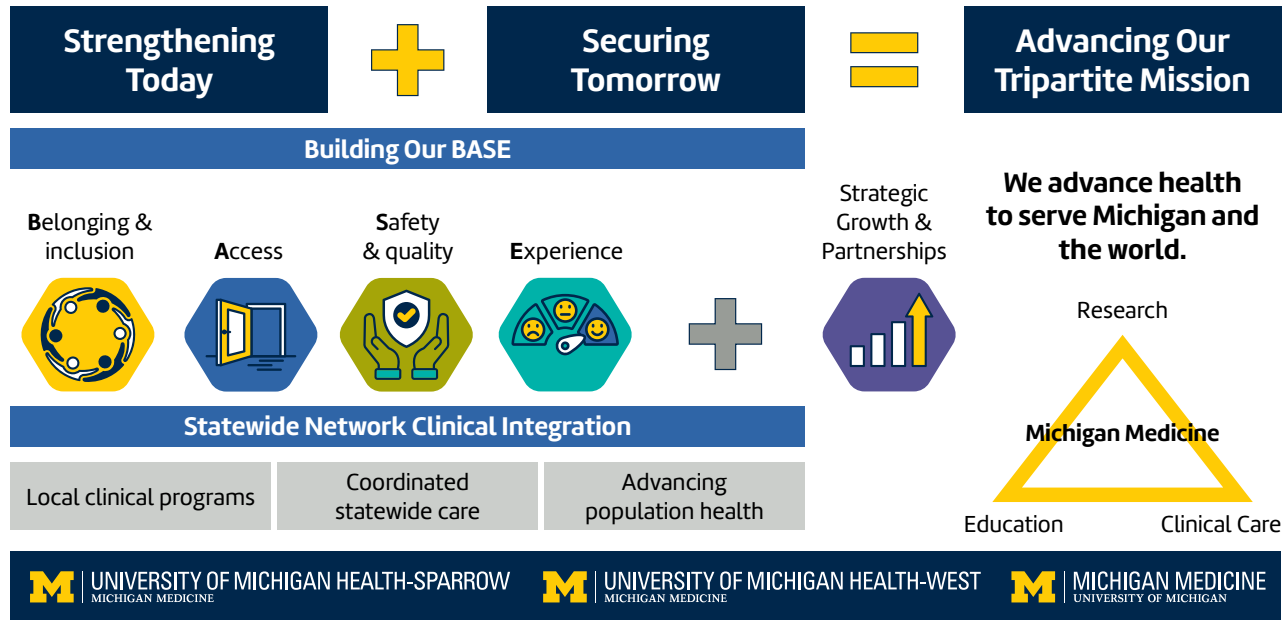 Strengthening
Today
Securing
Tomorrow
Advancing Our
Tripartite Mission
Building Our BASE
Belonging &
inclusion
Access
Safety
& quality
Experience
Strategic
Growth &
Partnerships
We advance health
to serve Michigan and
the world.
Research
Michigan Medicine
Education
Clinical Care
Statewide Network Clinical Integration
Local clinical programs
Coordinated
statewide care
Advancing
population health
M UNIVERSITY OF MICHIGAN HEALTH-SPARROW
MICHIGAN MEDICINE
M UNIVERSITY OF MICHIGAN HEALTH-WEST
MICHIGAN MEDICINE
M MICHIGAN MEDICINE
UNIVERSITY OF MICHIGAN